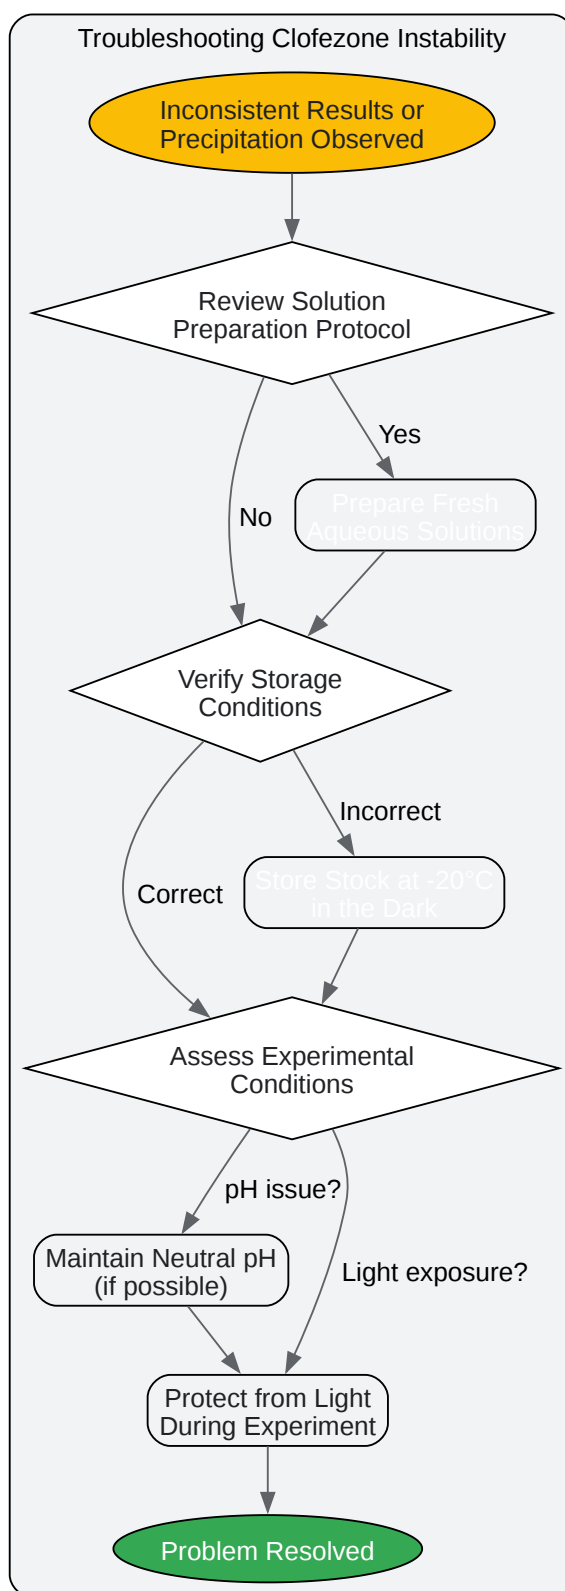 Troubleshooting Clofezone Instability
Inconsistent Results or
Precipitation Observed
Review Solution
Preparation Protocol
Yes
No
Prepare Fresh
Aqueous Solutions
Verify Storage
Conditions
Incorrect
Correct
Store Stock at -20°C
in the Dark
Assess Experimental
Conditions
pH issue?
Maintain Neutral pH
(if possible)
Light exposure?
Protect from Light
During Experiment
Problem Resolved